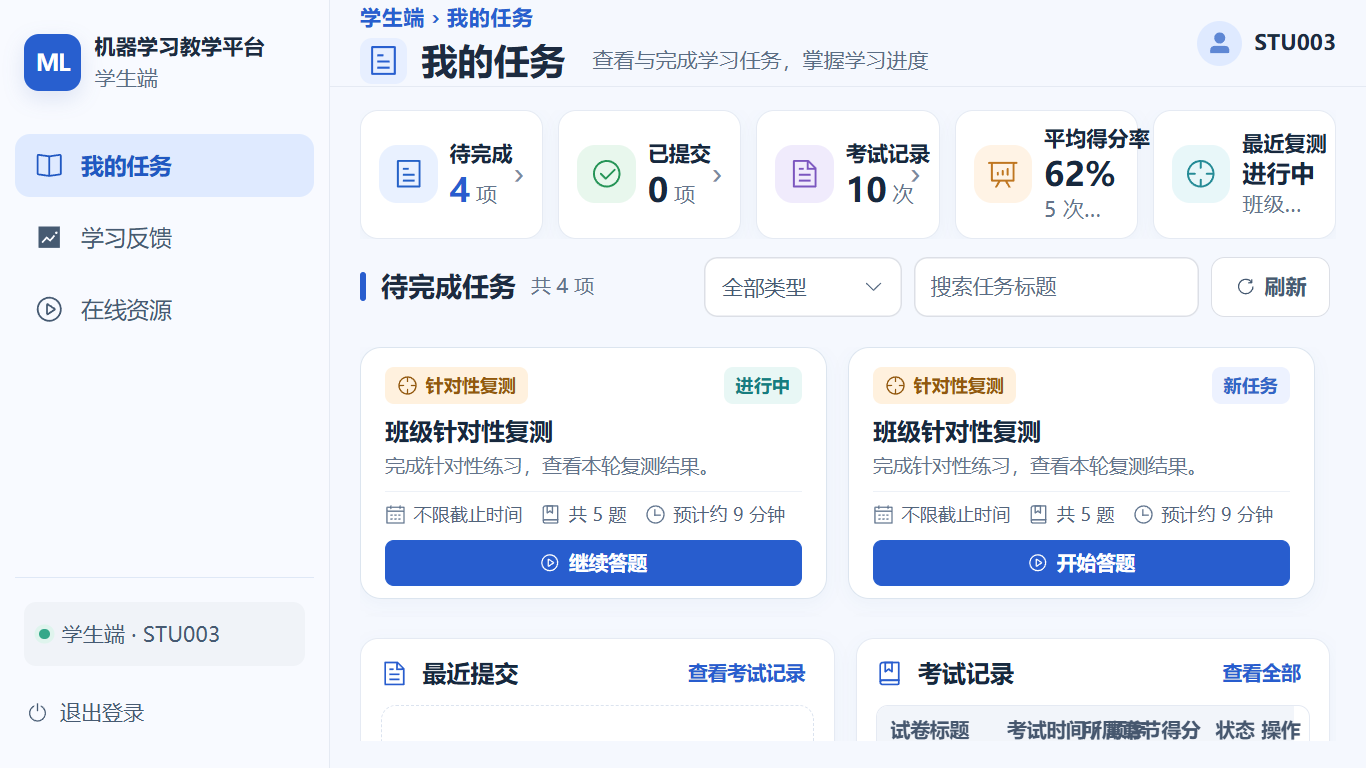 ML
机器学习教学平台
学生端
我的任务
学习反馈
在线资源
学生端 · STU003
退出登录
学生端 › 我的任务
我的任务
查看与完成学习任务，掌握学习进度
STU003
待完成
4 项
已提交
0 项
考试记录
10 次
平均得分率
62%
5 次...
最近复测
进行中
班级...
待完成任务 共 4 项
全部类型
搜索任务标题
刷新
针对性复测 进行中
班级针对性复测
完成针对性练习，查看本轮复测结果。
不限截止时间 共 5 题 预计约 9 分钟
继续答题
针对性复测 新任务
班级针对性复测
完成针对性练习，查看本轮复测结果。
不限截止时间 共 5 题 预计约 9 分钟
开始答题
最近提交 查看考试记录
考试记录 查看全部
试卷标题 考试时间 得分 状态 操作